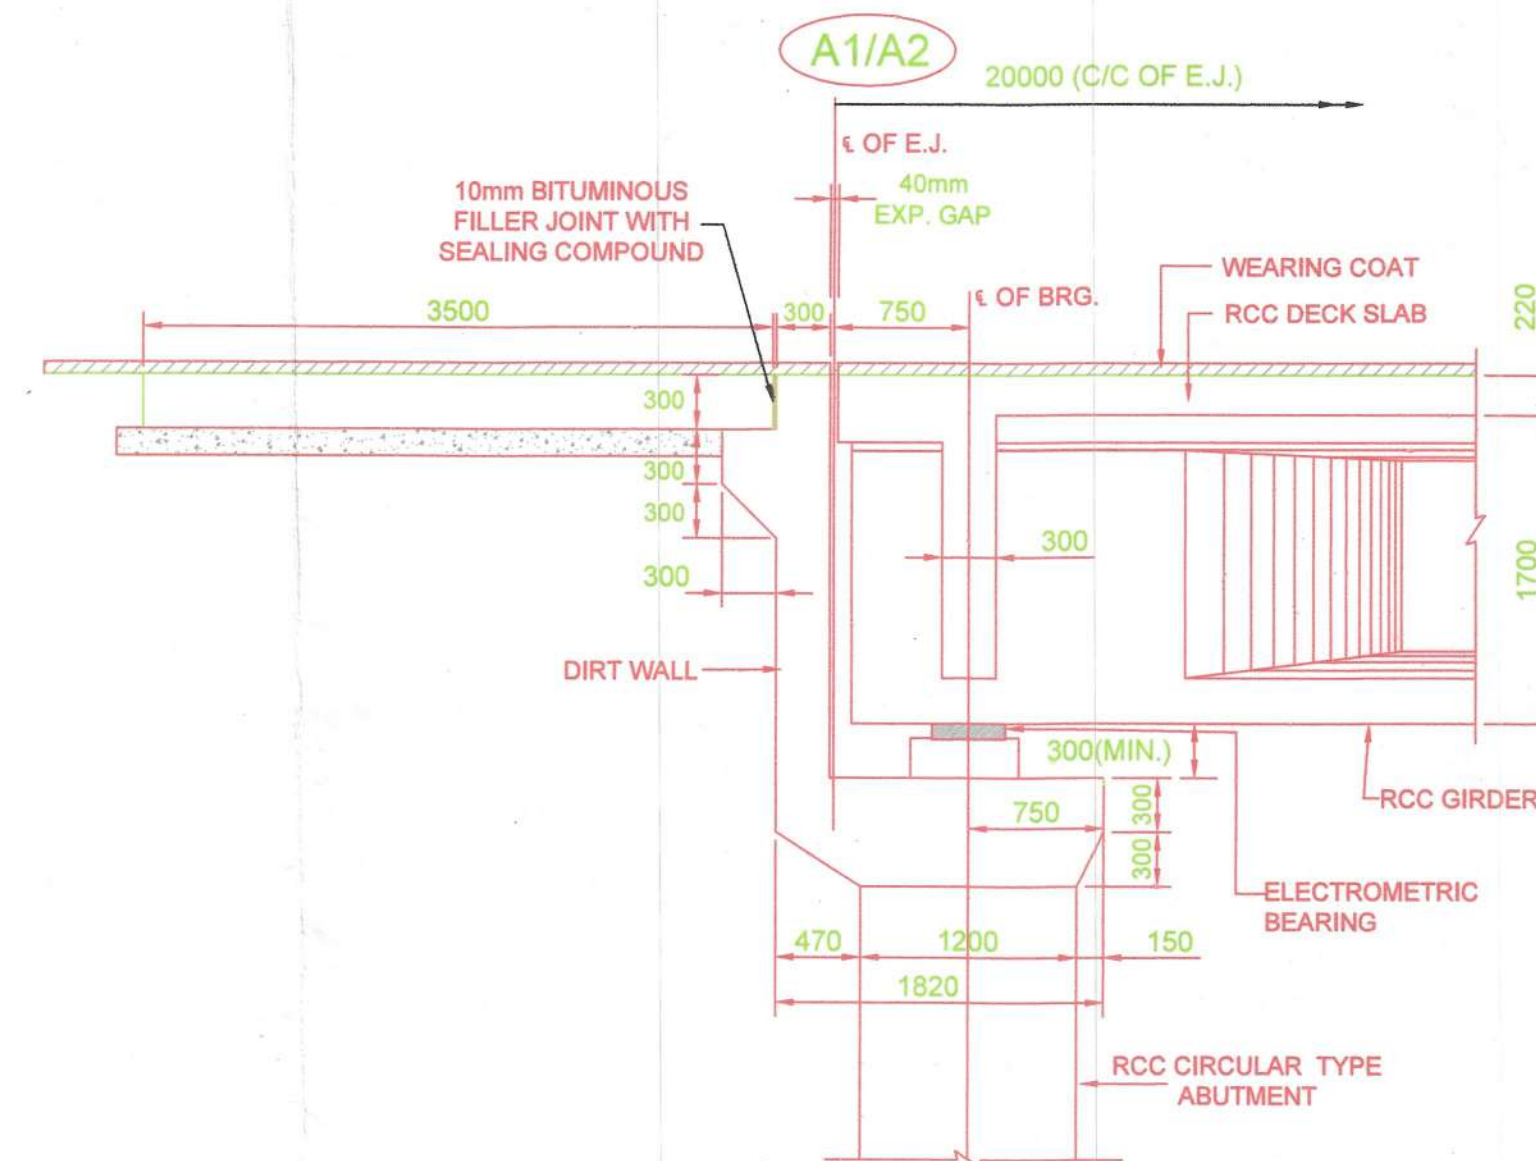 A1/A2
20000 (C/C OF E.J.)
℄ OF E.J.
10mm BITUMINOUS
FILLER JOINT WITH
SEALING COMPOUND
40mm
EXP. GAP
℄ OF BRG.
WEARING COAT
RCC DECK SLAB
220
3500
300
750
300
300
300
300
300
1700
DIRT WALL
300(MIN.)
RCC GIRDER
750
300
300
ELECTROMETRIC
BEARING
470
1200
150
1820
RCC CIRCULAR TYPE
ABUTMENT